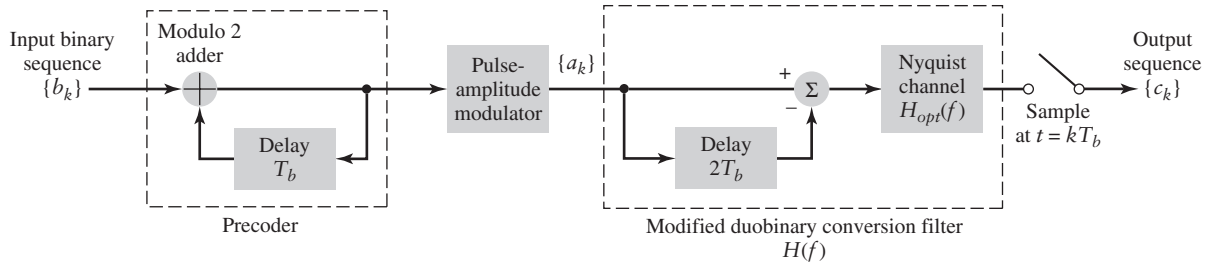 Input binary
sequence
{b_k}
Modulo 2
adder
Delay
T_b
Precoder
Pulse-
amplitude
modulator
{a_k}
+
Σ
−
Delay
2T_b
Nyquist
channel
H_opt(f)
Modified duobinary conversion filter
H(f)
Sample
at t = kT_b
Output
sequence
{c_k}